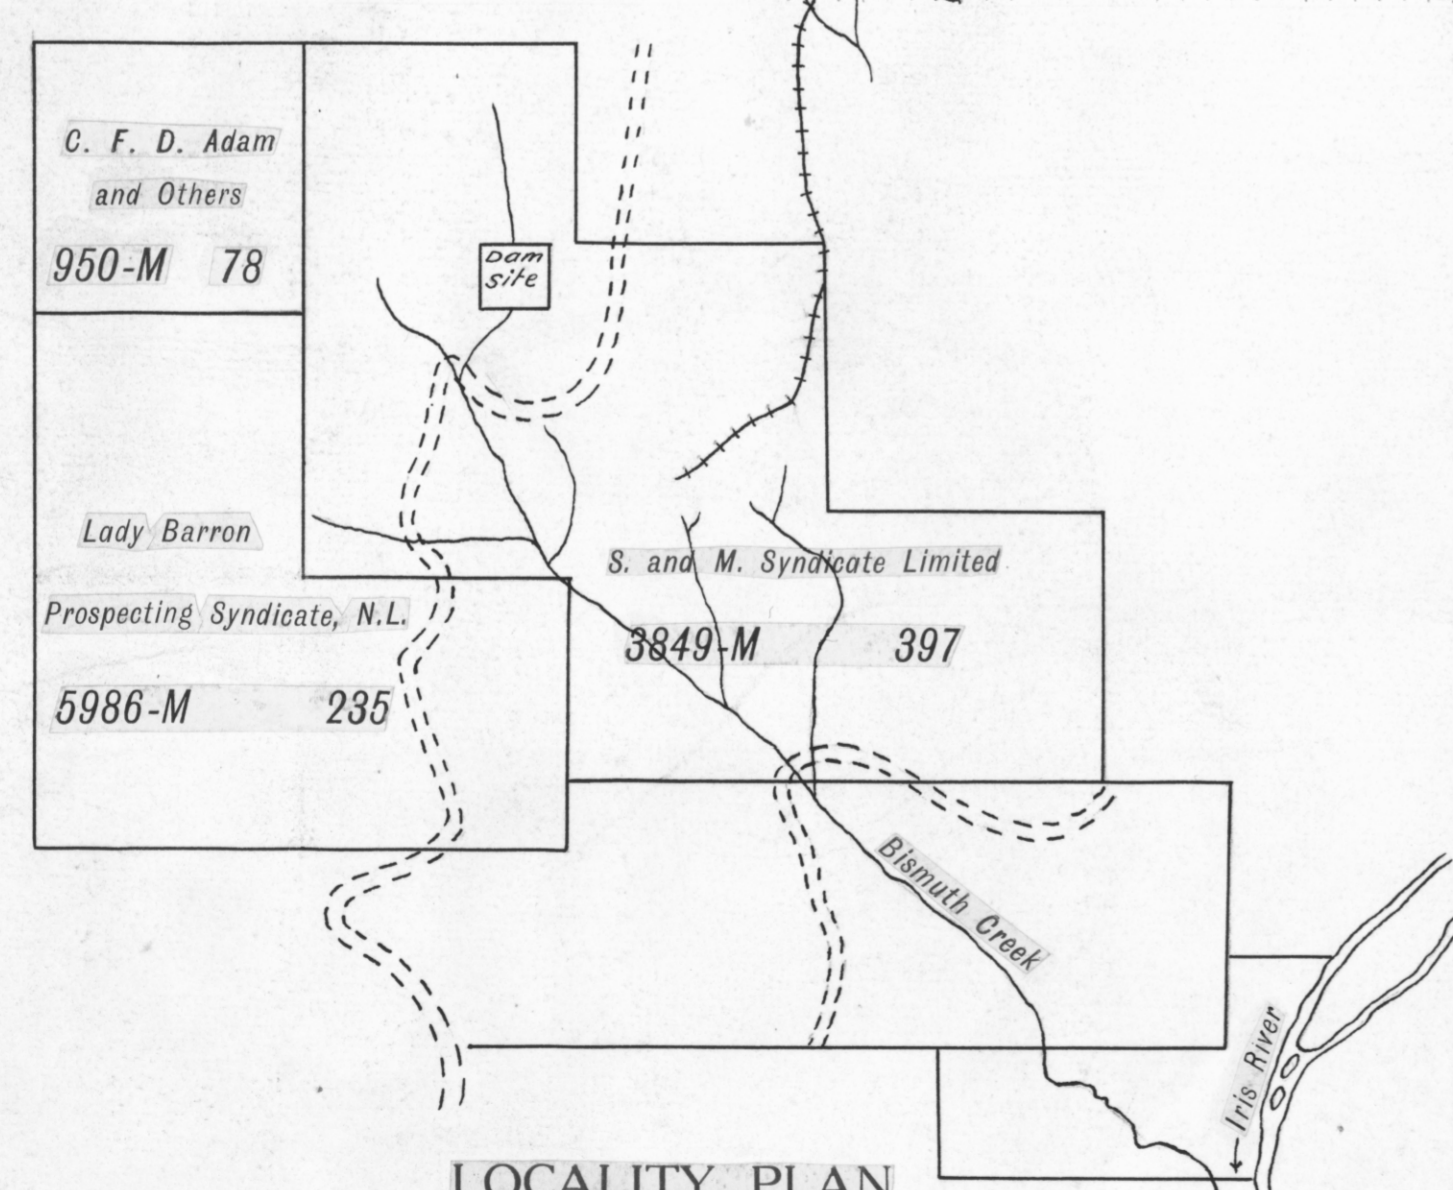 C. F. D. Adam
and Others
950-M 78
Dam
site
Lady Barron
Prospecting Syndicate, N.L.
5986-M 235
S. and M. Syndicate Limited
3849-M 397
Bismuth Creek
Iris River
LOCALITY PLAN